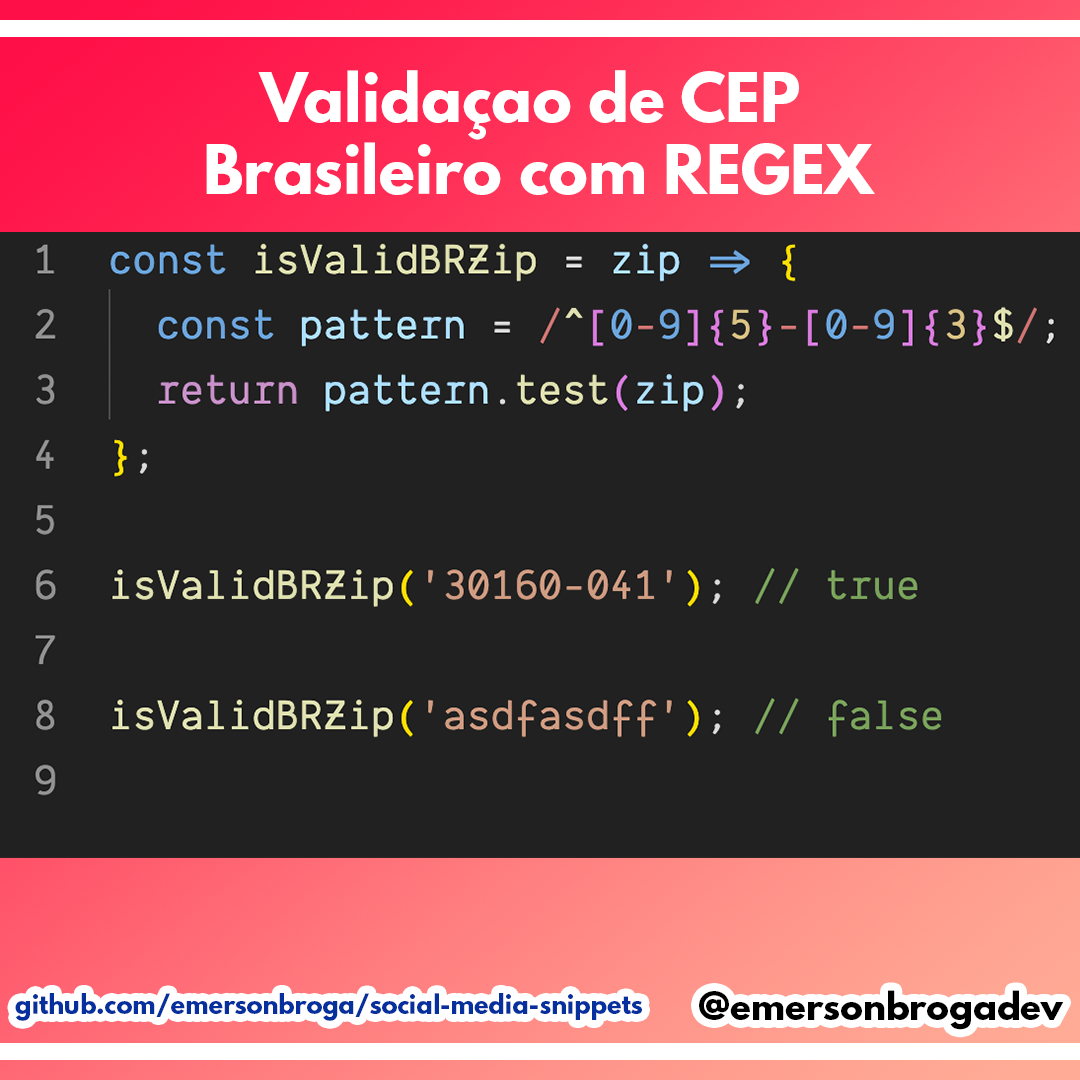 Validaçao de CEP
Brasileiro com REGEX
1 const isValidBRZip = zip => {
2 const pattern = /^[0-9]{5}-[0-9]{3}$/;
3 return pattern.test(zip);
4 };
5
6 isValidBRZip('30160-041'); // true
7
8 isValidBRZip('asdfasdff'); // false
9
github.com/emersonbroga/social-media-snippets
@emersonbrogadev